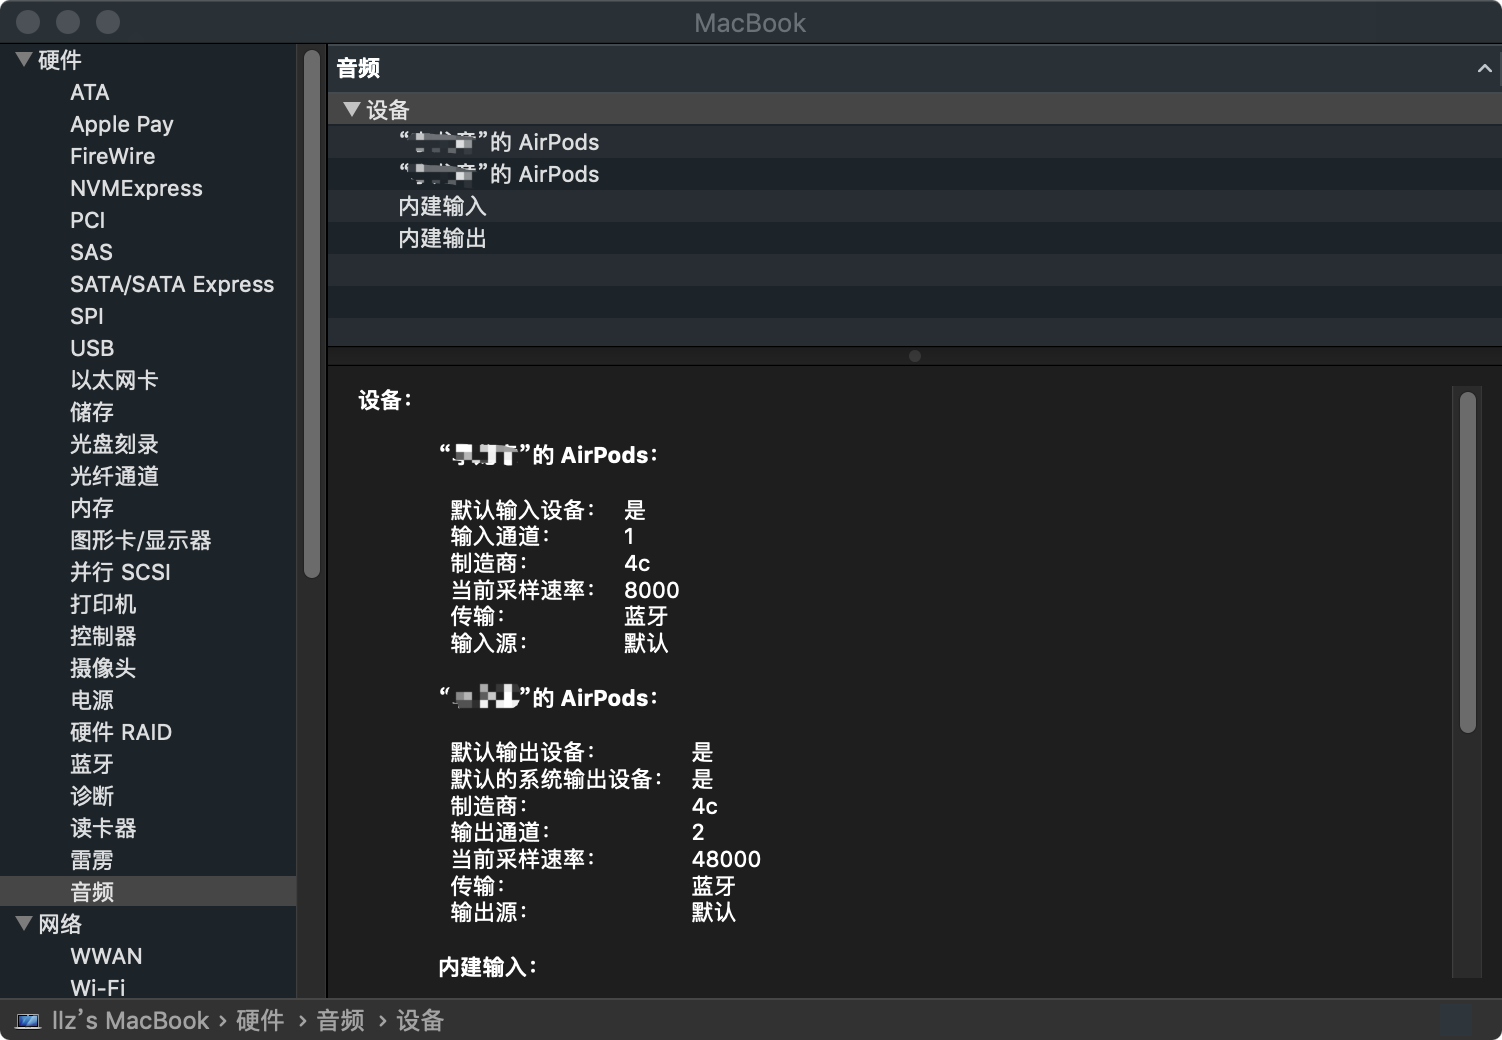 MacBook
硬件
ATA
Apple Pay
FireWire
NVMExpress
PCI
SAS
SATA/SATA Express
SPI
USB
以太网卡
储存
光盘刻录
光纤通道
内存
图形卡/显示器
并行 SCSI
打印机
控制器
摄像头
电源
硬件 RAID
蓝牙
诊断
读卡器
雷雳
音频
网络
WWAN
Wi-Fi
音频
设备
“”的 AirPods
“”的 AirPods
内建输入
内建输出
设备：
“”的 AirPods：
默认输入设备： 是
输入通道： 1
制造商： 4c
当前采样速率： 8000
传输： 蓝牙
输入源： 默认
“”的 AirPods：
默认输出设备： 是
默认的系统输出设备： 是
制造商： 4c
输出通道： 2
当前采样速率： 48000
传输： 蓝牙
输出源： 默认
内建输入：
llz’s MacBook › 硬件 › 音频 › 设备